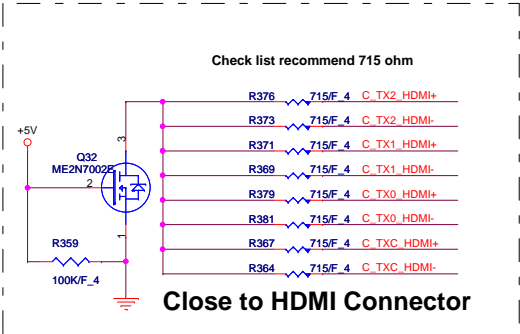 Check list recommend 715 ohm
R376 715/F_4 C_TX2_HDMI+
R373 715/F_4 C_TX2_HDMI-
R371 715/F_4 C_TX1_HDMI+
R369 715/F_4 C_TX1_HDMI-
R379 715/F_4 C_TX0_HDMI+
R381 715/F_4 C_TX0_HDMI-
R367 715/F_4 C_TXC_HDMI+
R364 715/F_4 C_TXC_HDMI-
+5V
3
Q32
ME2N7002E
2
1
R359
100K/F_4
Close to HDMI Connector